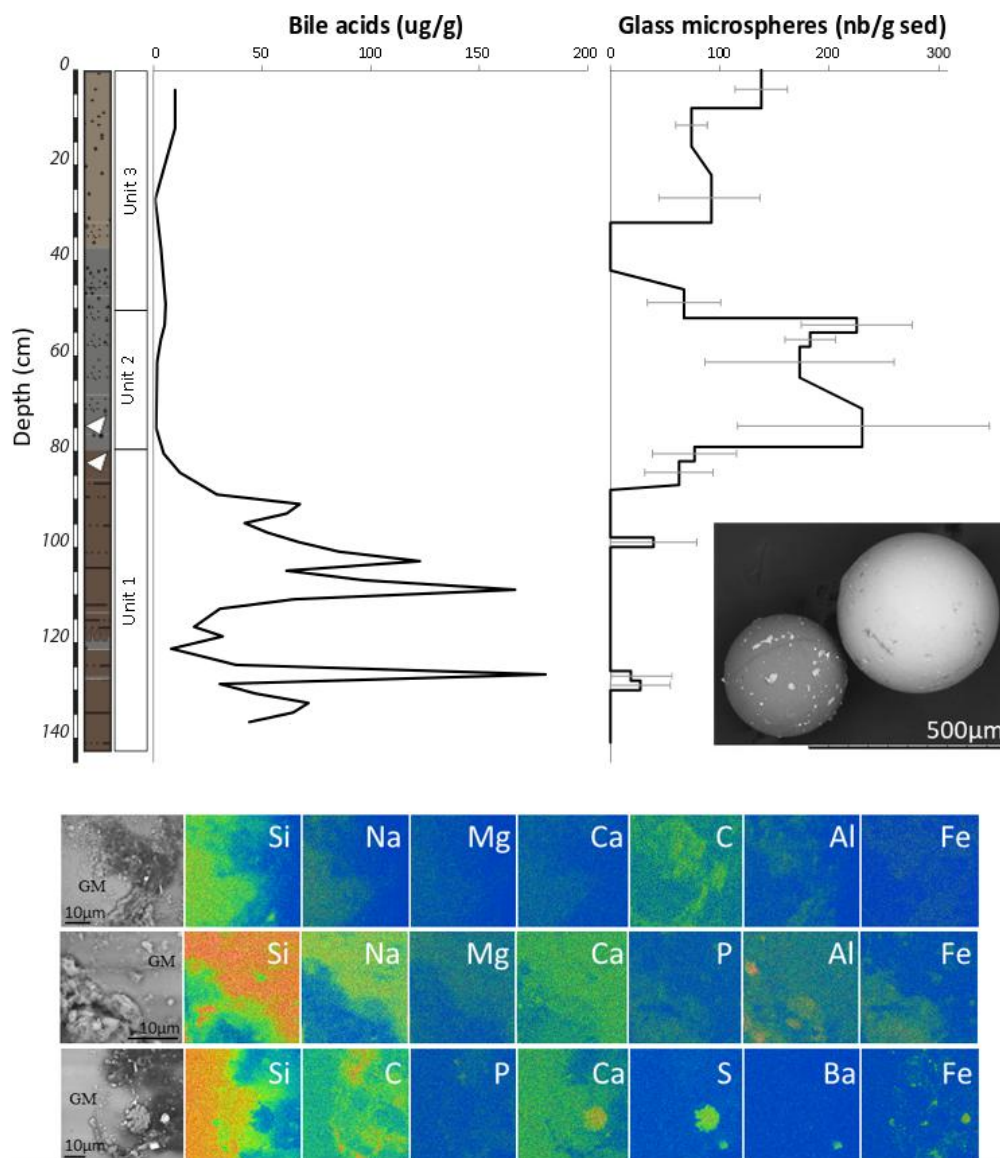 Bile acids (ug/g)
Glass microspheres (nb/g sed)
0 50 100 150 200
0 100 200 300
Depth (cm)
0
20
40
60
80
100
120
140
Unit 3
Unit 2
Unit 1
500µm
GM
10µm
Si Na Mg Ca C Al Fe
GM
10µm
Si Na Mg Ca P Al Fe
GM
10µm
Si C P Ca S Ba Fe